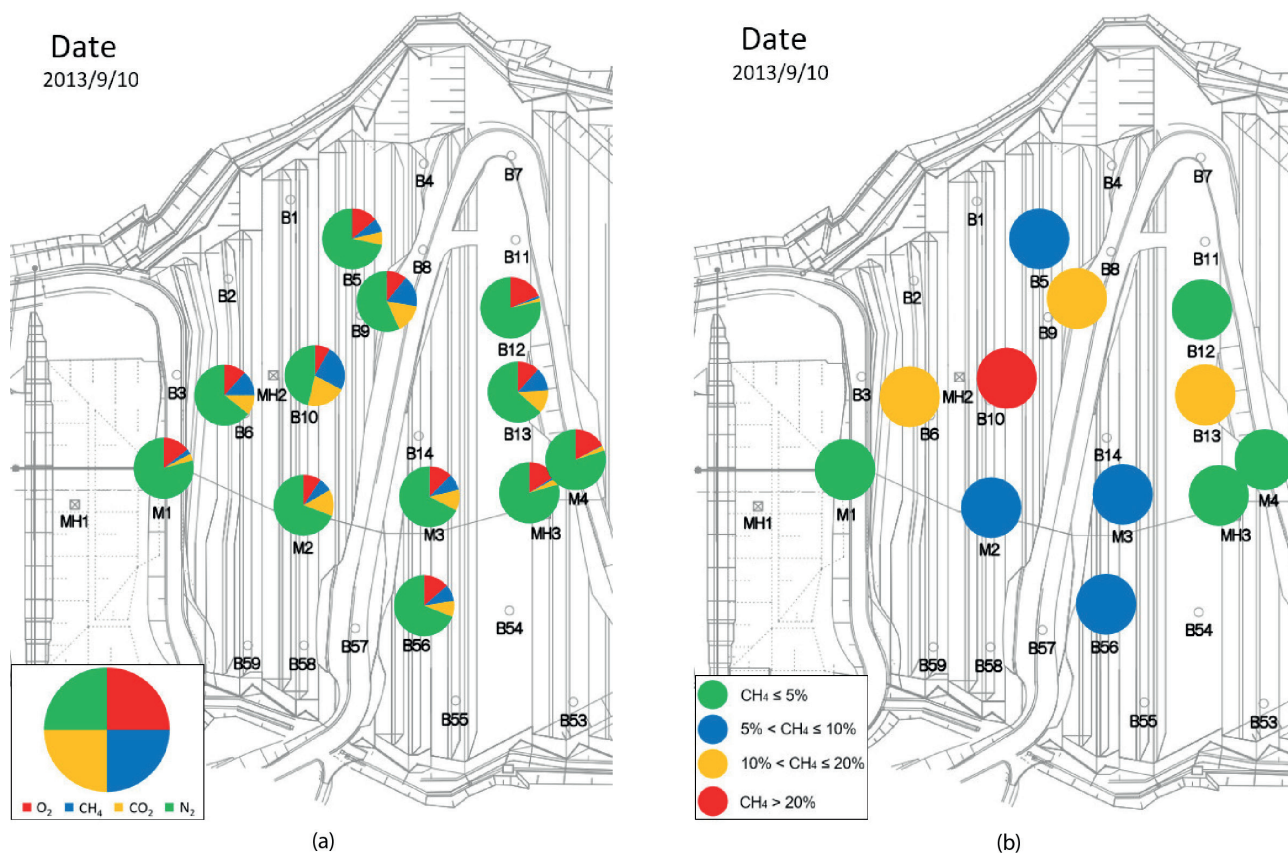 Date
2013/9/10
B4
B7
B1
B5
B8
B11
B2
B9
B12
B3
MH2
B10
B6
B13
B14
M4
M1
MH1
M2
M3
MH3
B56
B54
B57
B59
B58
B55
B53
O₂ CH₄ CO₂ N₂
(a)
Date
2013/9/10
B4
B7
B1
B5
B8
B11
B2
B9
B12
B3
MH2
B10
B6
B13
B14
M4
M1
MH1
M2
M3
MH3
B56
B54
B57
B59
B58
B55
B53
CH₄ ≤ 5%
5% < CH₄ ≤ 10%
10% < CH₄ ≤ 20%
CH₄ > 20%
(b)